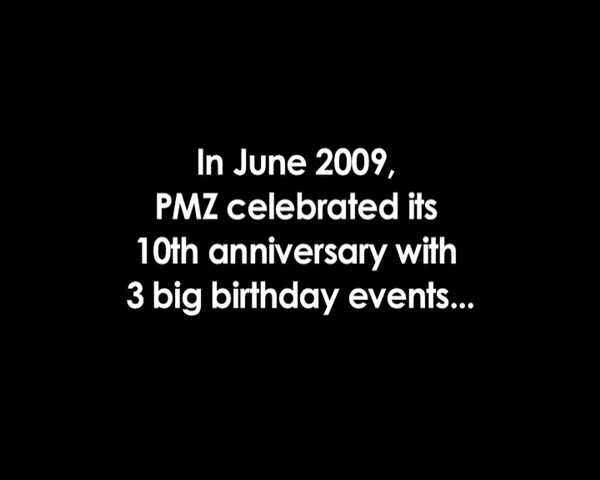 In June 2009,
PMZ celebrated its
10th anniversary with
3 big birthday events...